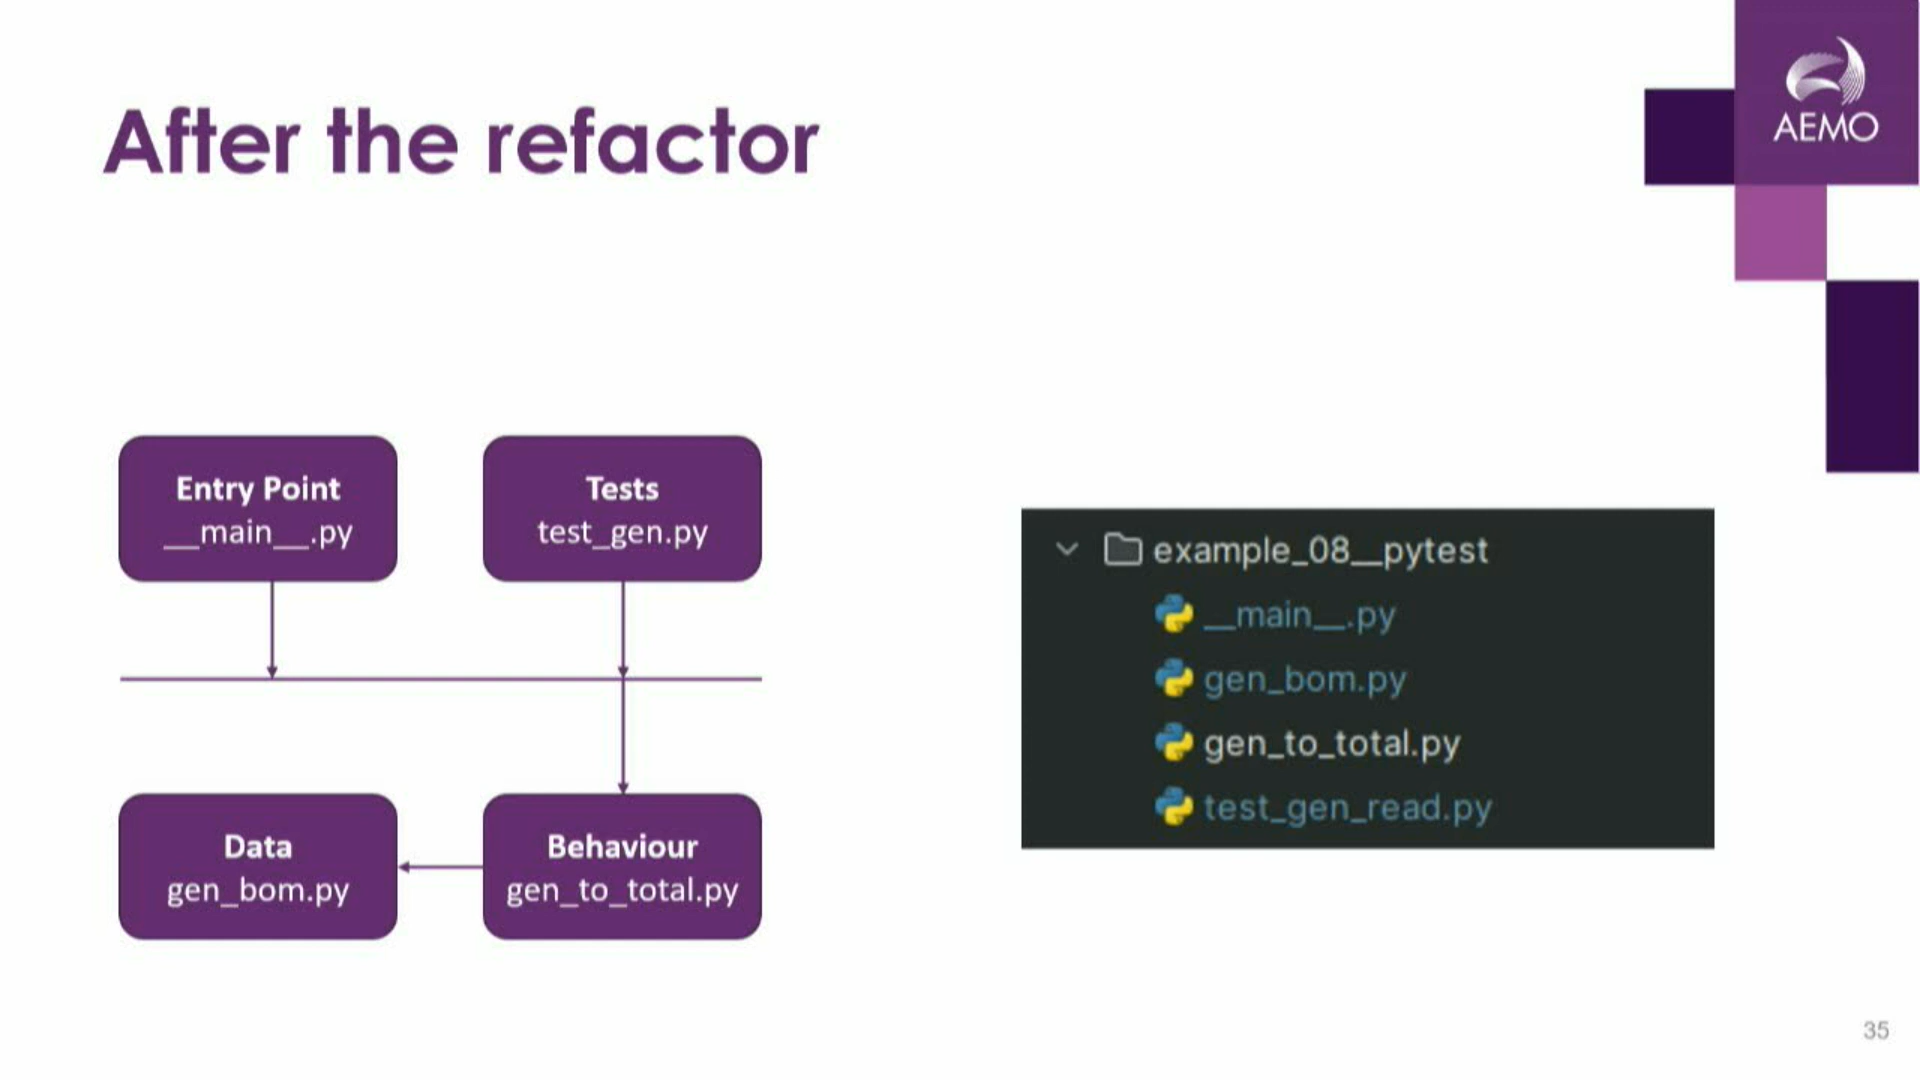 After the refactor
AEMO
Entry Point
__main__.py
Tests
test_gen.py
Data
gen_bom.py
Behaviour
gen_to_total.py
example_08__pytest
__main__.py
gen_bom.py
gen_to_total.py
test_gen_read.py
35